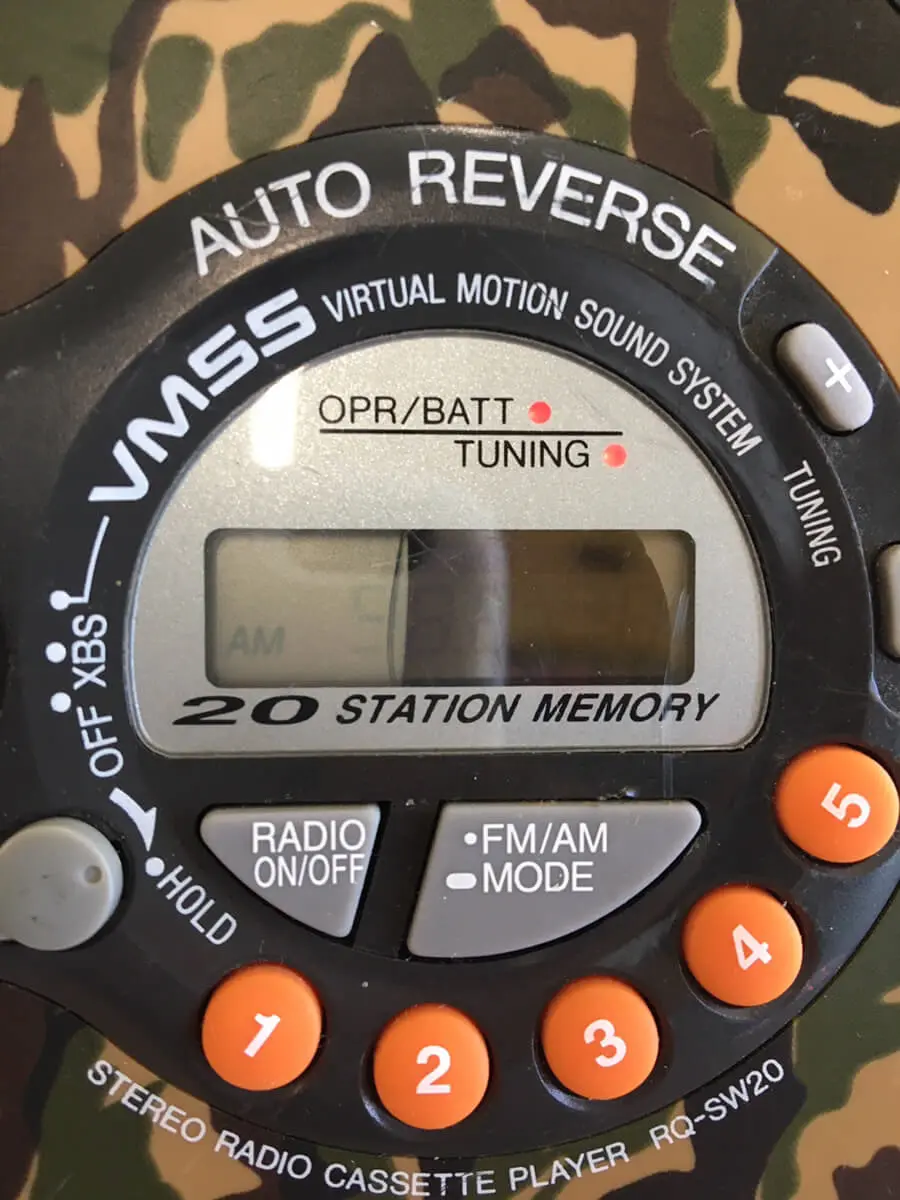 AUTO REVERSE
VMSS VIRTUAL MOTION SOUND SYSTEM
OPR/BATT
TUNING
+
TUNING
XBS
OFF
HOLD
AM
20 STATION MEMORY
RADIO
ON/OFF
FM/AM
MODE
1
2
3
4
5
STEREO RADIO CASSETTE PLAYER RQ-SW20